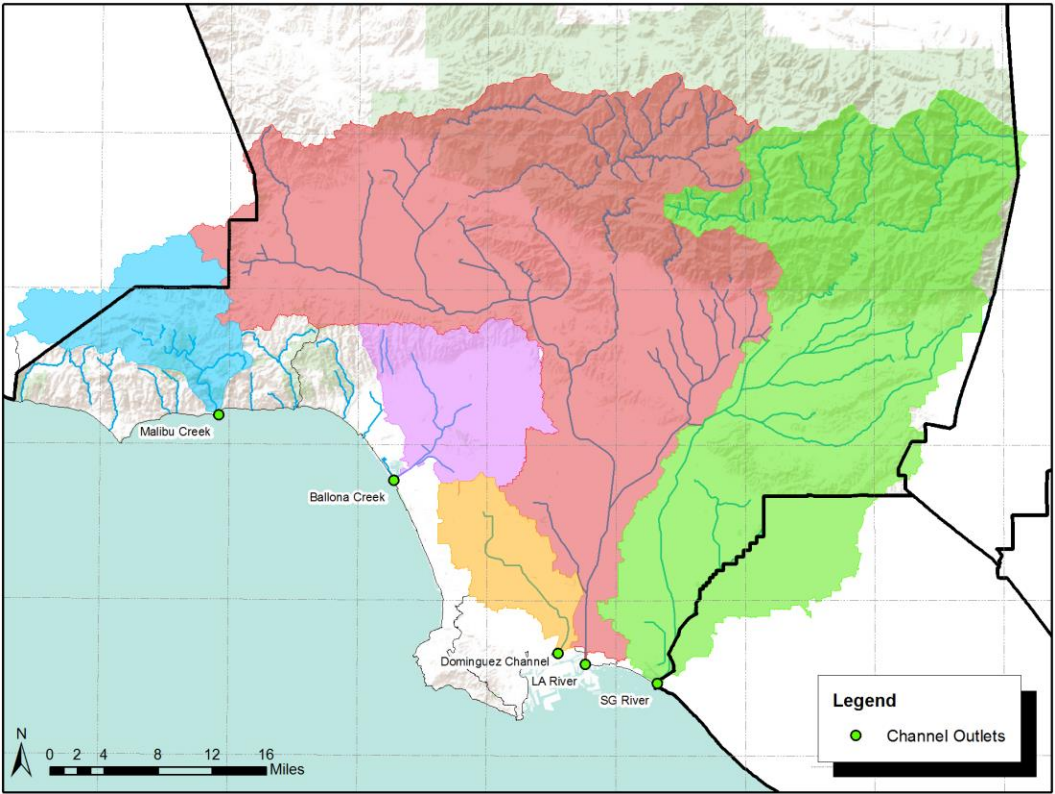 Malibu Creek
Ballona Creek
Dominguez Channel
LA River
SG River
Legend
Channel Outlets
N
0 2 4 8 12 16
Miles